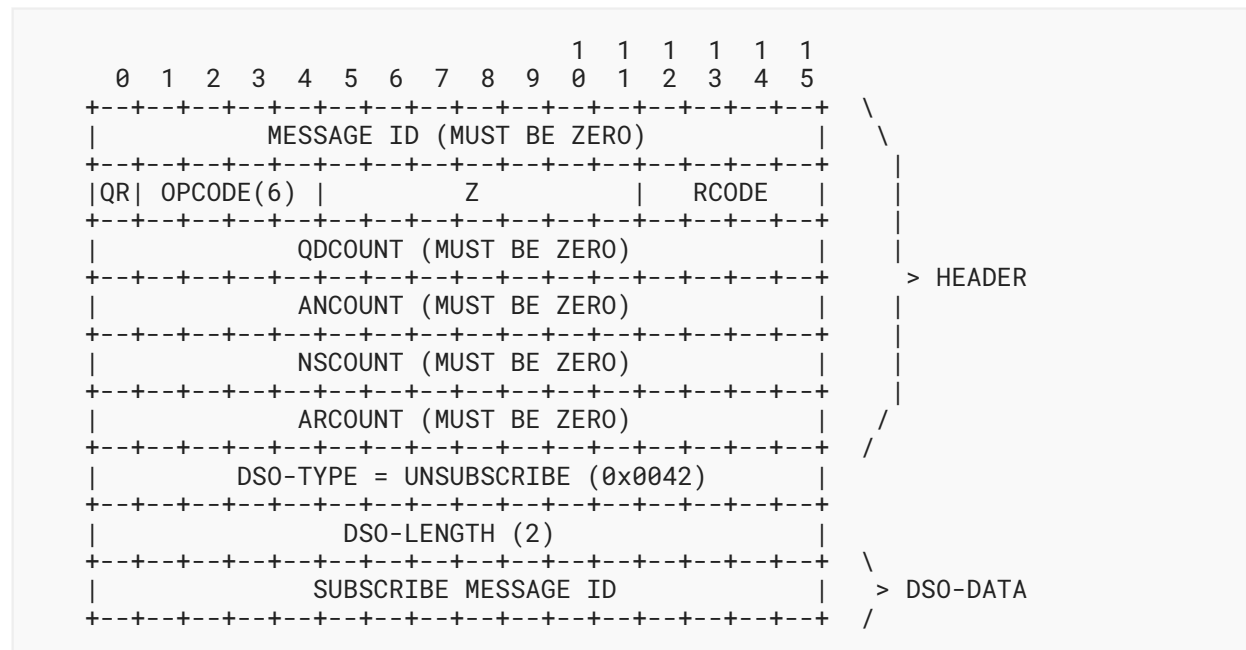 1  1  1  1  1  1
         0  1  2  3  4  5  6  7  8  9  0  1  2  3  4  5
       +--+--+--+--+--+--+--+--+--+--+--+--+--+--+--+--+  \
       |           MESSAGE ID (MUST BE ZERO)           |   \
       +--+--+--+--+--+--+--+--+--+--+--+--+--+--+--+--+    |
       |QR| OPCODE(6) |         Z          |   RCODE   |    |
       +--+--+--+--+--+--+--+--+--+--+--+--+--+--+--+--+    |
       |             QDCOUNT (MUST BE ZERO)            |    |
       +--+--+--+--+--+--+--+--+--+--+--+--+--+--+--+--+     > HEADER
       |             ANCOUNT (MUST BE ZERO)            |    |
       +--+--+--+--+--+--+--+--+--+--+--+--+--+--+--+--+    |
       |             NSCOUNT (MUST BE ZERO)            |    |
       +--+--+--+--+--+--+--+--+--+--+--+--+--+--+--+--+    |
       |             ARCOUNT (MUST BE ZERO)            |   /
       +--+--+--+--+--+--+--+--+--+--+--+--+--+--+--+--+  /
       |         DSO-TYPE = UNSUBSCRIBE (0x0042)       |
       +--+--+--+--+--+--+--+--+--+--+--+--+--+--+--+--+
       |                DSO-LENGTH (2)                 |
       +--+--+--+--+--+--+--+--+--+--+--+--+--+--+--+--+  \
       |              SUBSCRIBE MESSAGE ID             |   > DSO-DATA
       +--+--+--+--+--+--+--+--+--+--+--+--+--+--+--+--+  /